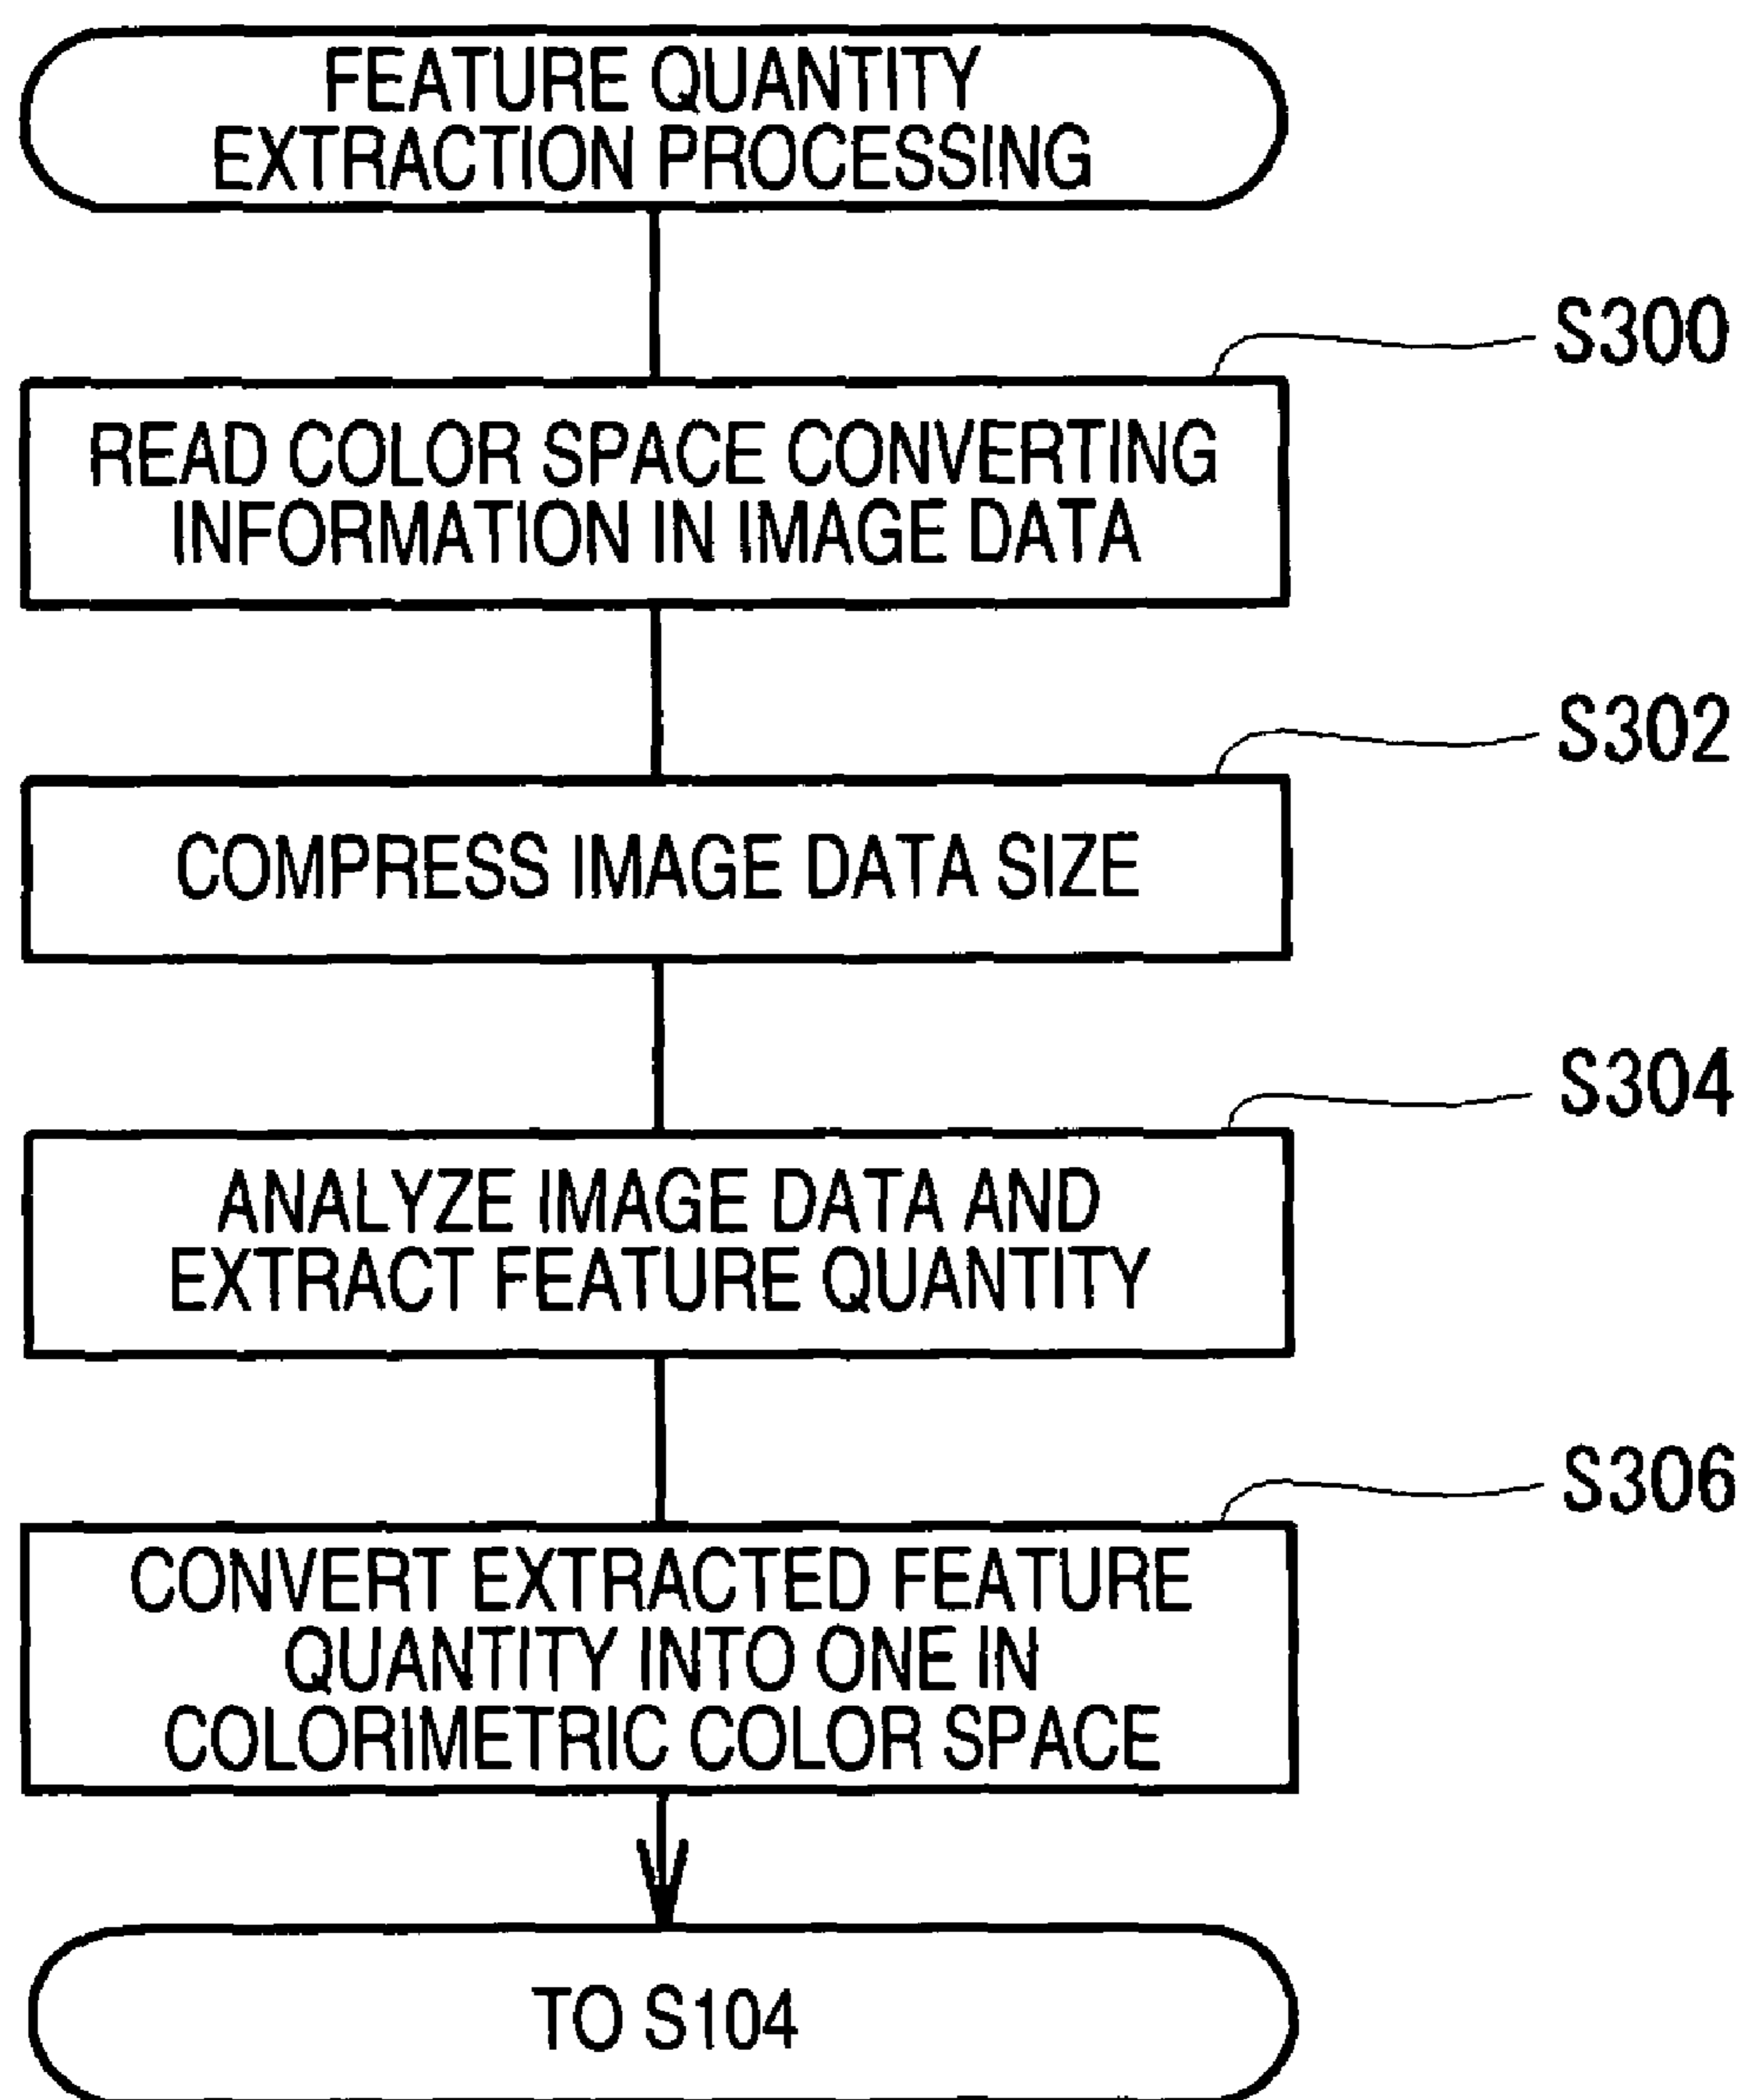 FEATURE QUANTITY
EXTRACTION PROCESSING
S300
READ COLOR SPACE CONVERTING
INFORMATION IN IMAGE DATA
S302
COMPRESS IMAGE DATA SIZE
S304
ANALYZE IMAGE DATA AND
EXTRACT FEATURE QUANTITY
S306
CONVERT EXTRACTED FEATURE
QUANTITY INTO ONE IN
COLORIMETRIC COLOR SPACE
TO S104